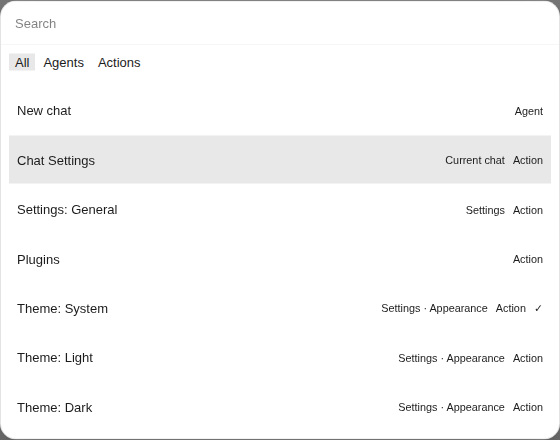 Search
All Agents Actions
New chat Agent
Chat Settings Current chat Action
Settings: General Settings Action
Plugins Action
Theme: System Settings · Appearance Action ✓
Theme: Light Settings · Appearance Action
Theme: Dark Settings · Appearance Action